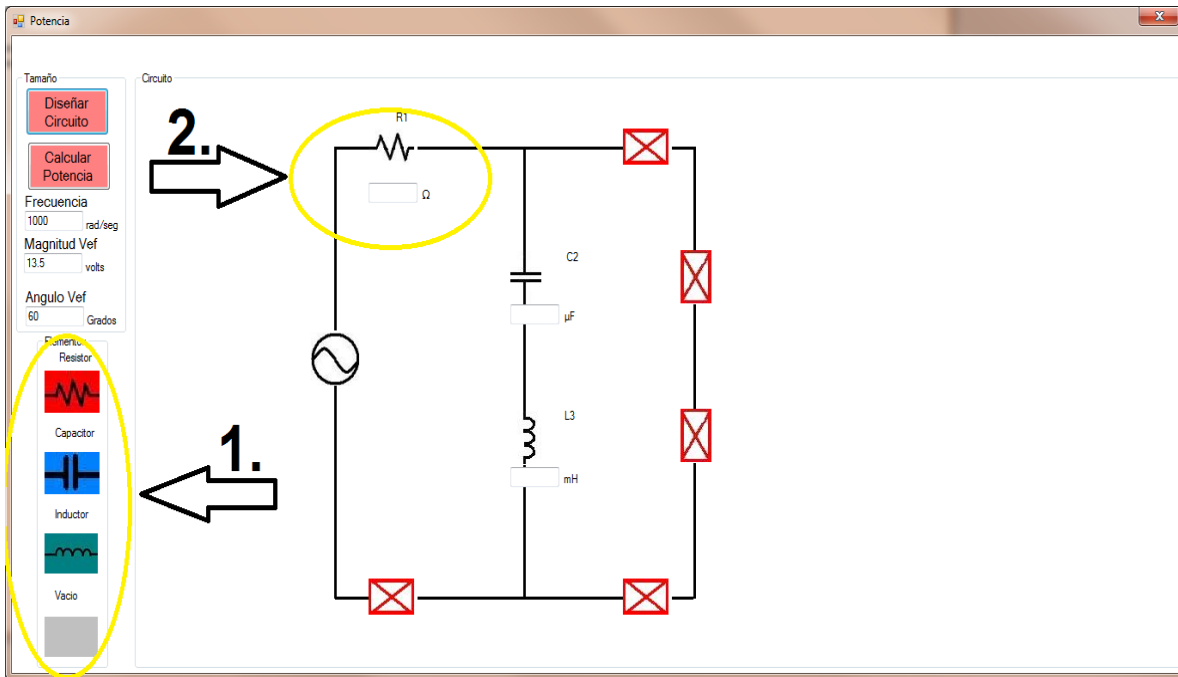 Potencia
X
Tamaño
Diseñar
Circuito
Calcular
Potencia
Frecuencia
1000 rad/seg
Magnitud Vef
13.5 volts
Angulo Vef
60 Grados
Elementos
Resistor
Capacitor
Inductor
Vacio
Circuito
2.
R1
Ω
C2
µF
L3
mH
1.